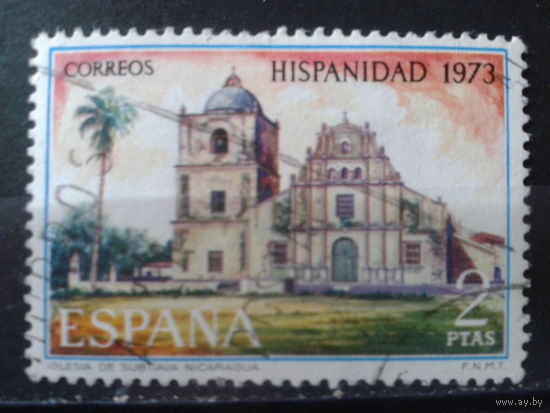 CORREOS HISPANIDAD 1973
ESPAÑA 2
PTAS
IGLESIA DE SUBTIAVA NICARAGUA F.N.M.T.
www.ay.by